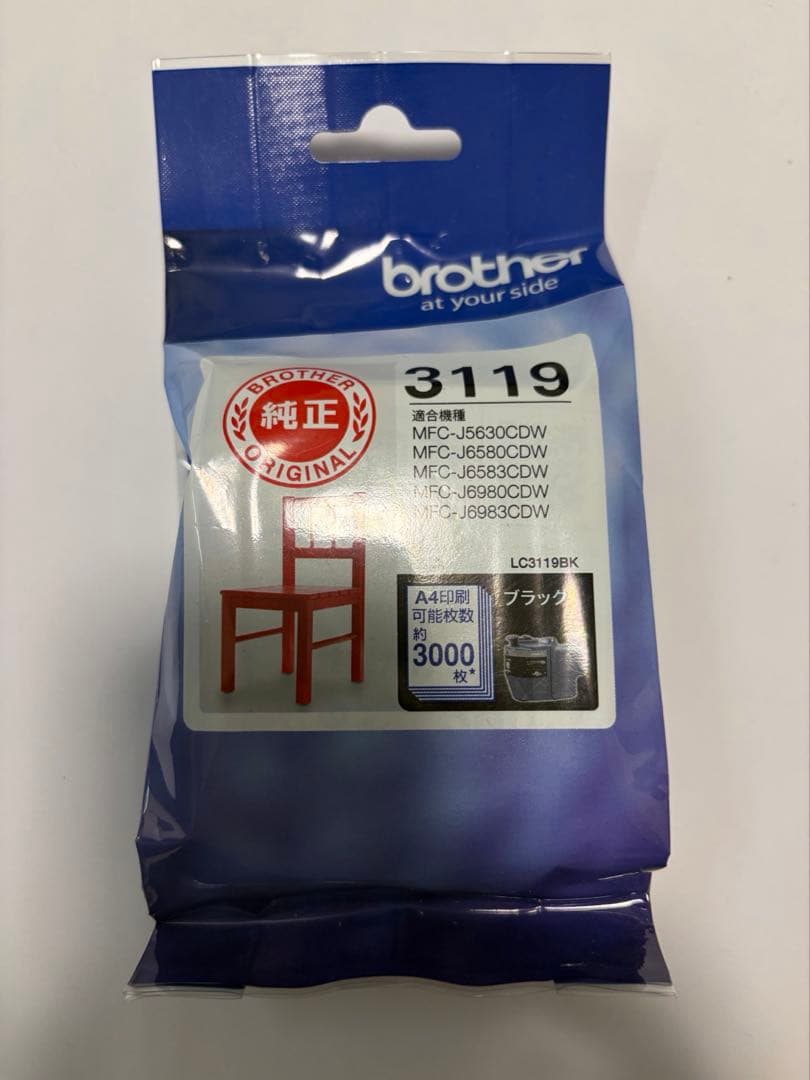 brother
at your side
BROTHER
純正
ORIGINAL
3119
適合機種
MFC-J5630CDW
MFC-J6580CDW
MFC-J6583CDW
MFC-J6980CDW
MFC-J6983CDW
LC3119BK
A4印刷
可能枚数
約
3000
枚*
ブラック